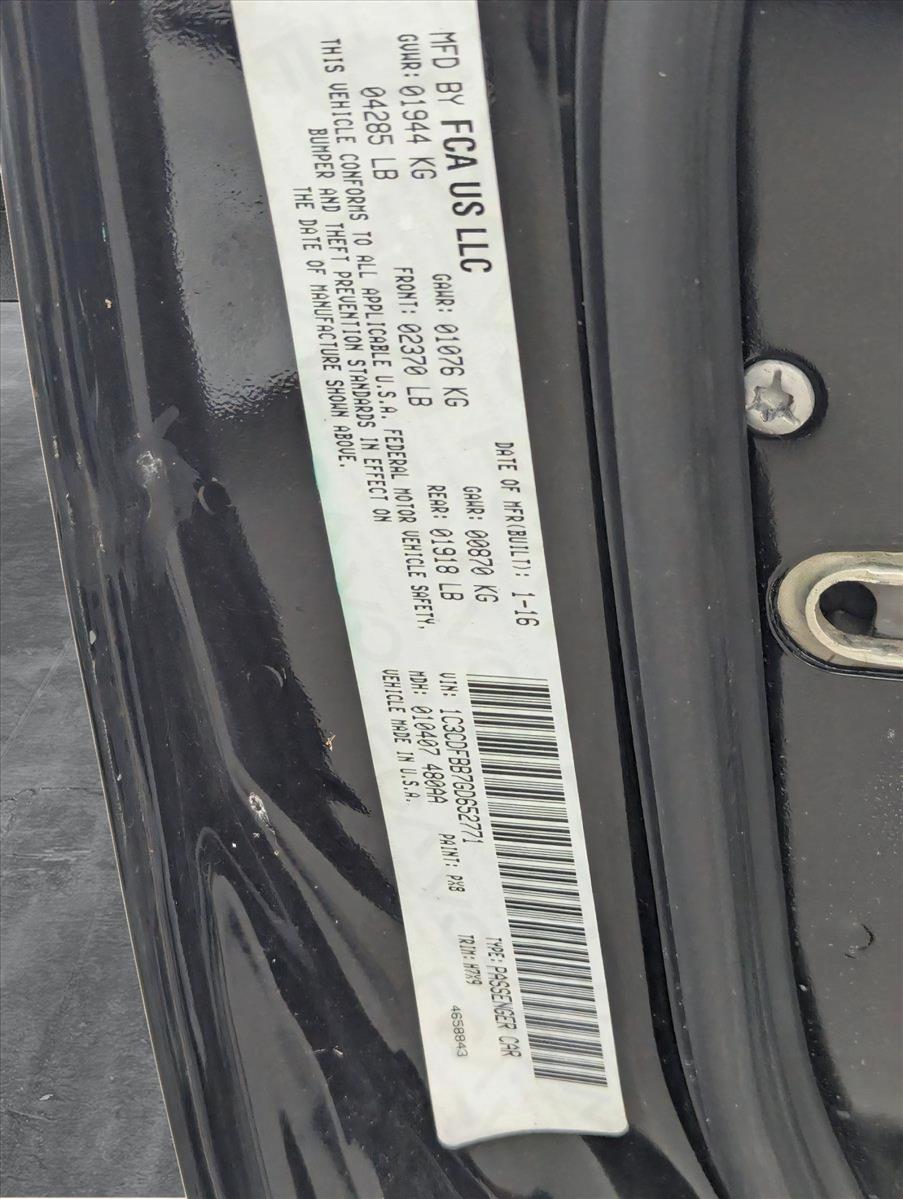 MFD BY FCA US LLC
DATE OF MFR(BUILT): 1-16
GVWR: 01944 KG
GAWR: 01076 KG
GAWR: 00870 KG
04285 LB
FRONT: 02370 LB
REAR: 01918 LB
THIS VEHICLE CONFORMS TO ALL APPLICABLE U.S.A. FEDERAL MOTOR VEHICLE SAFETY,
BUMPER AND THEFT PREVENTION STANDARDS IN EFFECT ON
THE DATE OF MANUFACTURE SHOWN ABOVE.
VIN: 1C3CDFBB7GD652771
TYPE: PASSENGER CAR
MDH: 010407 480AA
PAINT: PX8
TRIM: H7X9
VEHICLE MADE IN U.S.A.
4658843